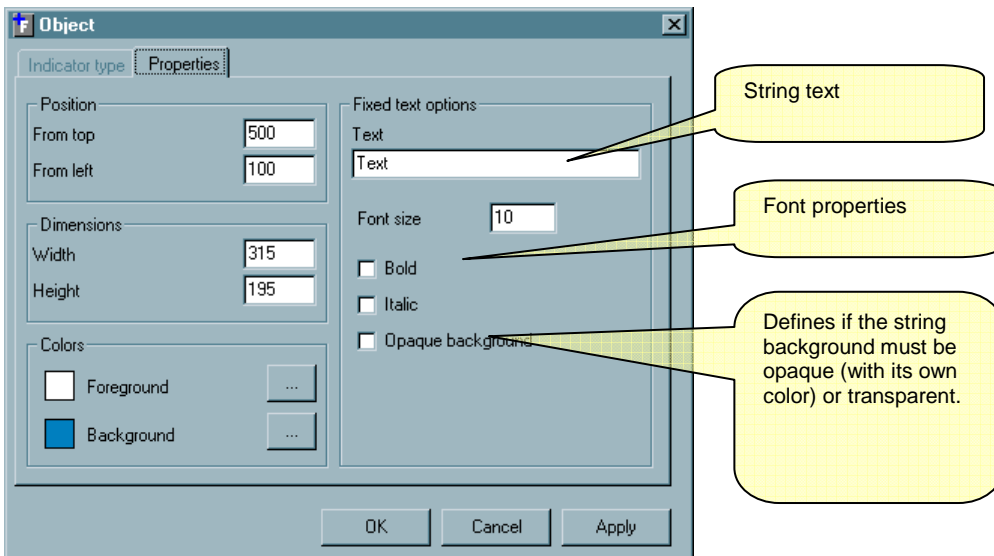 Object
Indicator type Properties
Position
From top 500
From left 100
Dimensions
Width 315
Height 195
Colors
Foreground ...
Background ...
Fixed text options
Text
Text
Font size 10
Bold
Italic
Opaque background
OK Cancel Apply
String text
Font properties
Defines if the string
background must be
opaque (with its own
color) or transparent.